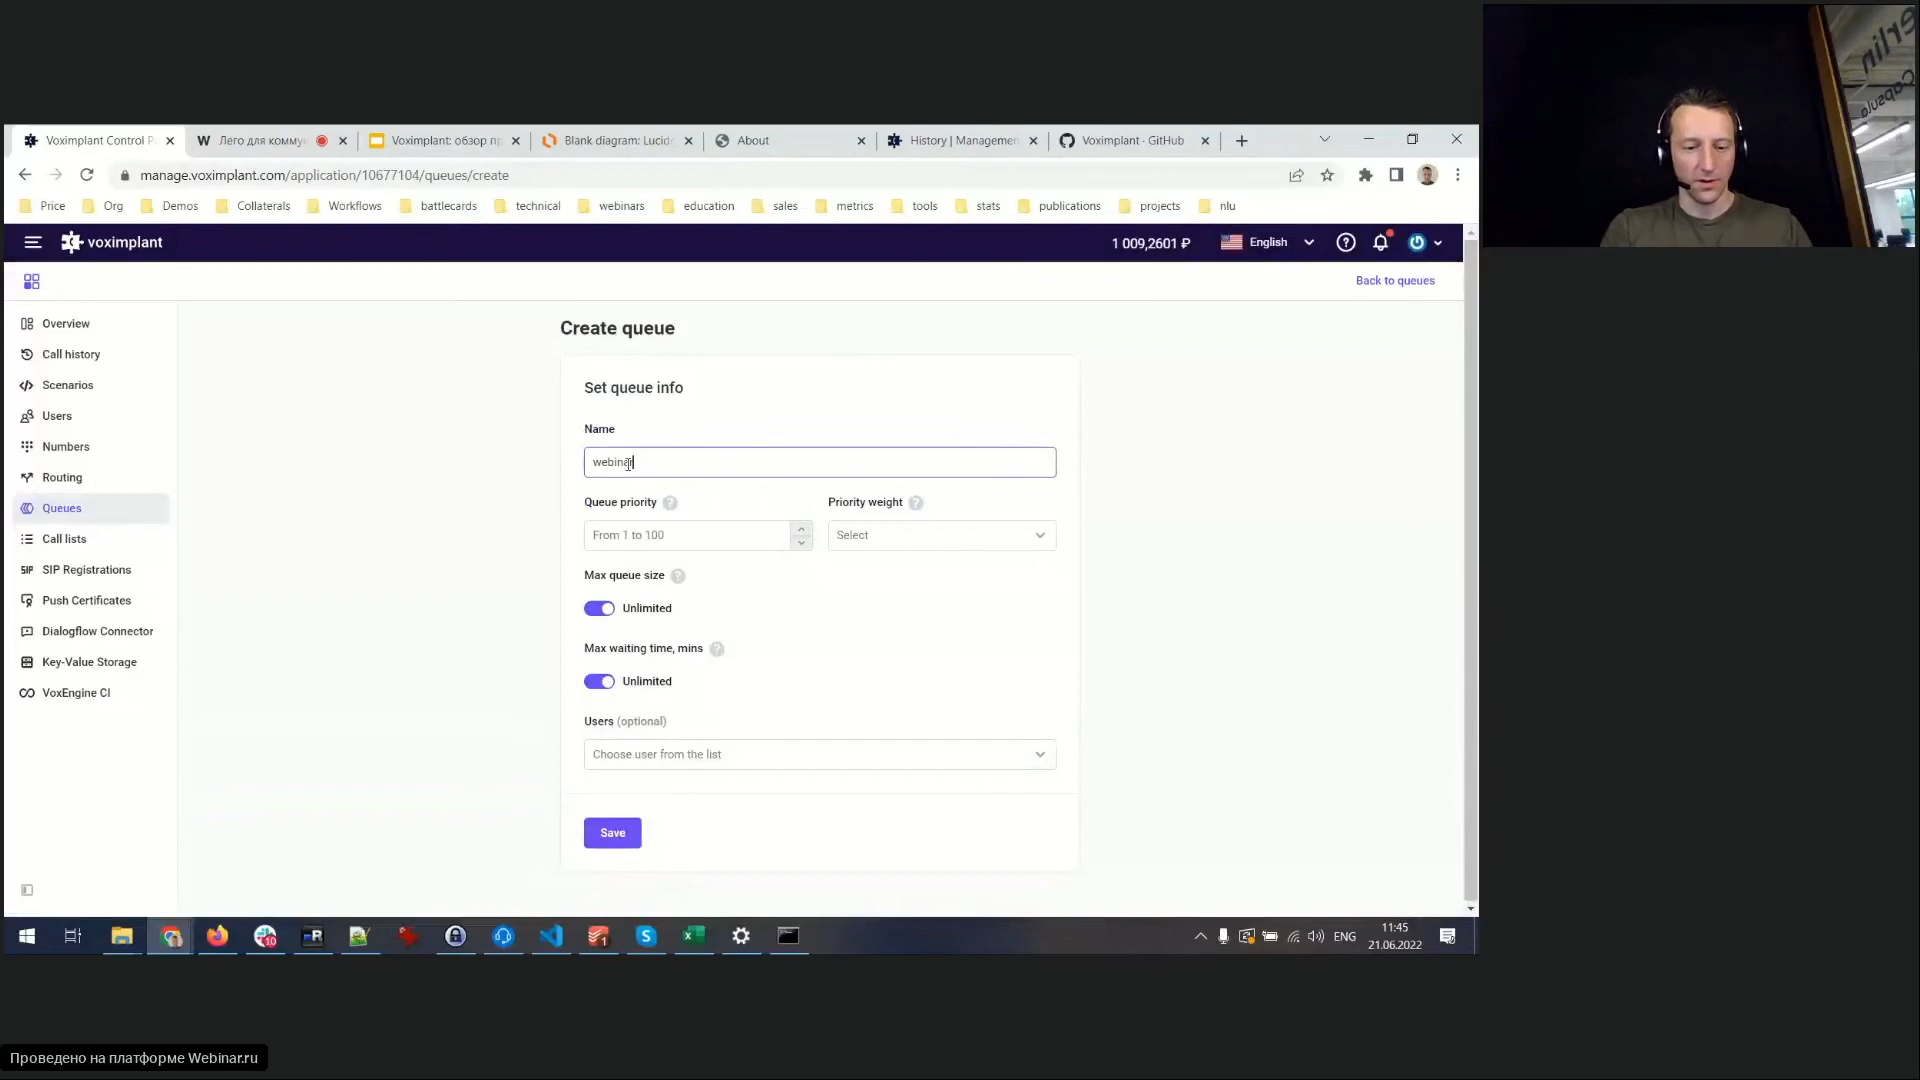 Voximplant Control P
Лего для комму
Voximplant: обзор п
Blank diagram: Lucid
About
History | Managemen
Voximplant · GitHub
manage.voximplant.com/application/10677104/queues/create
Price
Org
Demos
Collaterals
Workflows
battlecards
technical
webinars
education
sales
metrics
tools
stats
publications
projects
nlu
voximplant
1 009,2601 ₽
English
Back to queues
Overview
Call history
Scenarios
Users
Numbers
Routing
Queues
Call lists
SIP SIP Registrations
Push Certificates
Dialogflow Connector
Key-Value Storage
VoxEngine CI
Create queue
Set queue info
Name
webinar
Queue priority ?
Priority weight ?
From 1 to 100
Select
Max queue size ?
Unlimited
Max waiting time, mins ?
Unlimited
Users (optional)
Choose user from the list
Save
ENG
11:45
21.06.2022
Проведено на платформе Webinar.ru